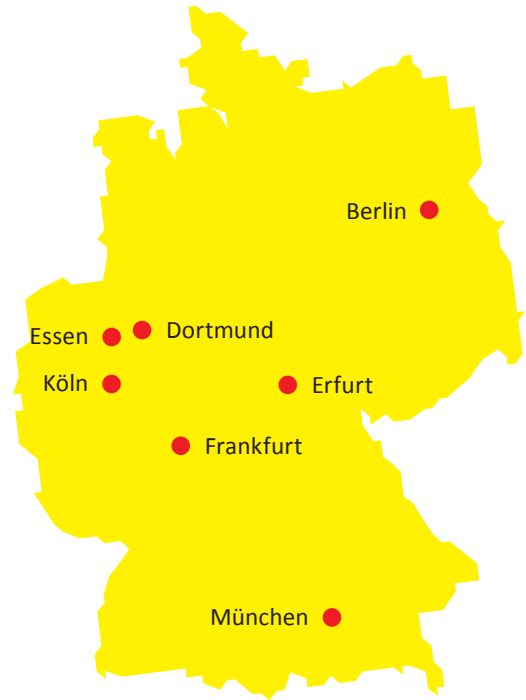 Berlin
Essen
Dortmund
Köln
Erfurt
Frankfurt
München